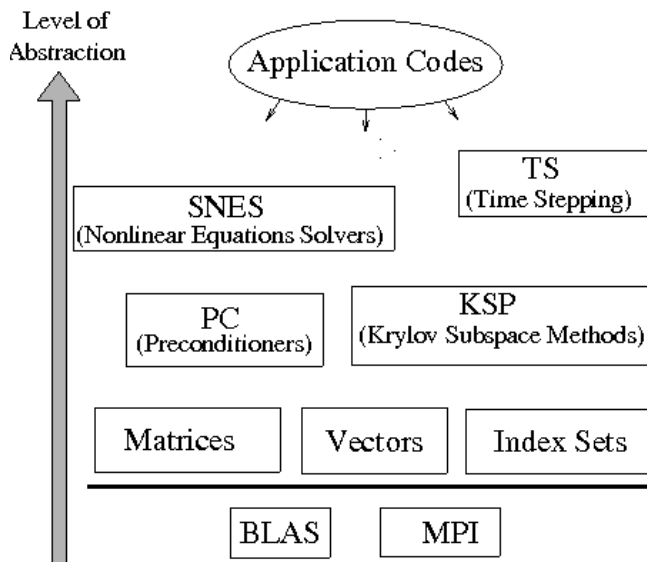 Level of
Abstraction
Application Codes
TS
(Time Stepping)
SNES
(Nonlinear Equations Solvers)
PC
(Preconditioners)
KSP
(Krylov Subspace Methods)
Matrices
Vectors
Index Sets
BLAS
MPI